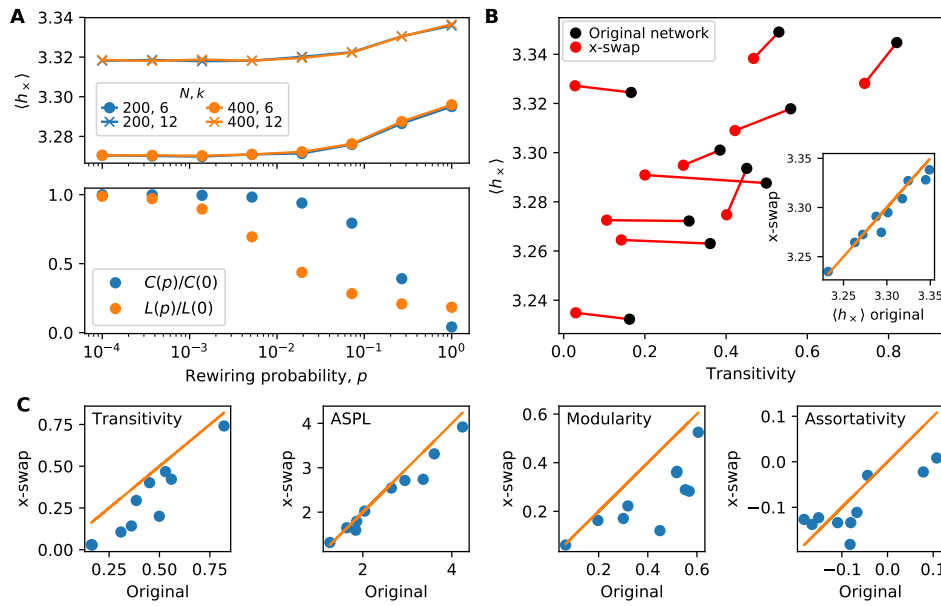 A
⟨h×⟩
3.34
3.32
3.30
3.28
N, k
200, 6
400, 6
200, 12
400, 12
1.0
0.5
0.0
C(p)/C(0)
L(p)/L(0)
10⁻⁴
10⁻³
10⁻²
10⁻¹
10⁰
Rewiring probability, p
B
⟨h×⟩
3.34
3.32
3.30
3.28
3.26
3.24
Original network
x-swap
0.0
0.2
0.4
0.6
0.8
Transitivity
x-swap
3.35
3.30
3.25
3.25
3.30
3.35
⟨h×⟩ original
C
Transitivity
x-swap
0.75
0.50
0.25
0.00
0.25
0.50
0.75
Original
ASPL
x-swap
4
3
2
2
4
Original
Modularity
x-swap
0.6
0.4
0.2
0.2
0.4
0.6
Original
Assortativity
x-swap
0.1
0.0
−0.1
−0.1
0.0
0.1
Original